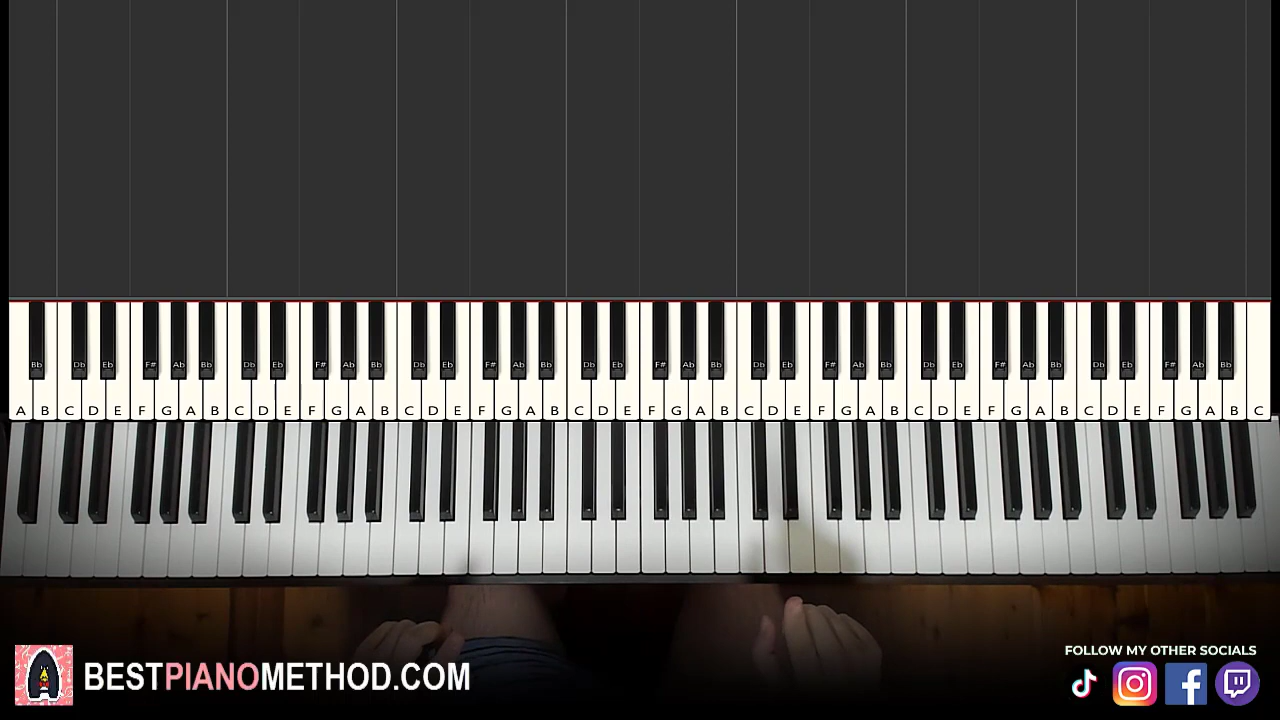 Bb Db Eb F# Ab Bb Db Eb F# Ab Bb Db Eb F# Ab Bb Db Eb F# Ab Bb Db Eb F# Ab Bb Db Eb F# Ab Bb Db Eb F# Ab Bb
A B C D E F G A B C D E F G A B C D E F G A B C D E F G A B C D E F G A B C D E F G A B C D E F G A B C
FOLLOW MY OTHER SOCIALS
BESTPIANOMETHOD.COM